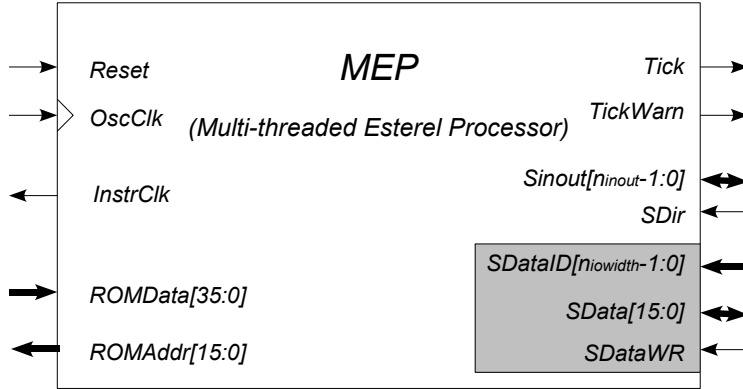 Reset
MEP
Tick
OscClk
(Multi-threaded Esterel Processor)
TickWarn
InstrClk
Sinout[ninout-1:0]
SDir
SDataID[niowidth-1:0]
ROMData[35:0]
SData[15:0]
ROMAddr[15:0]
SDataWR